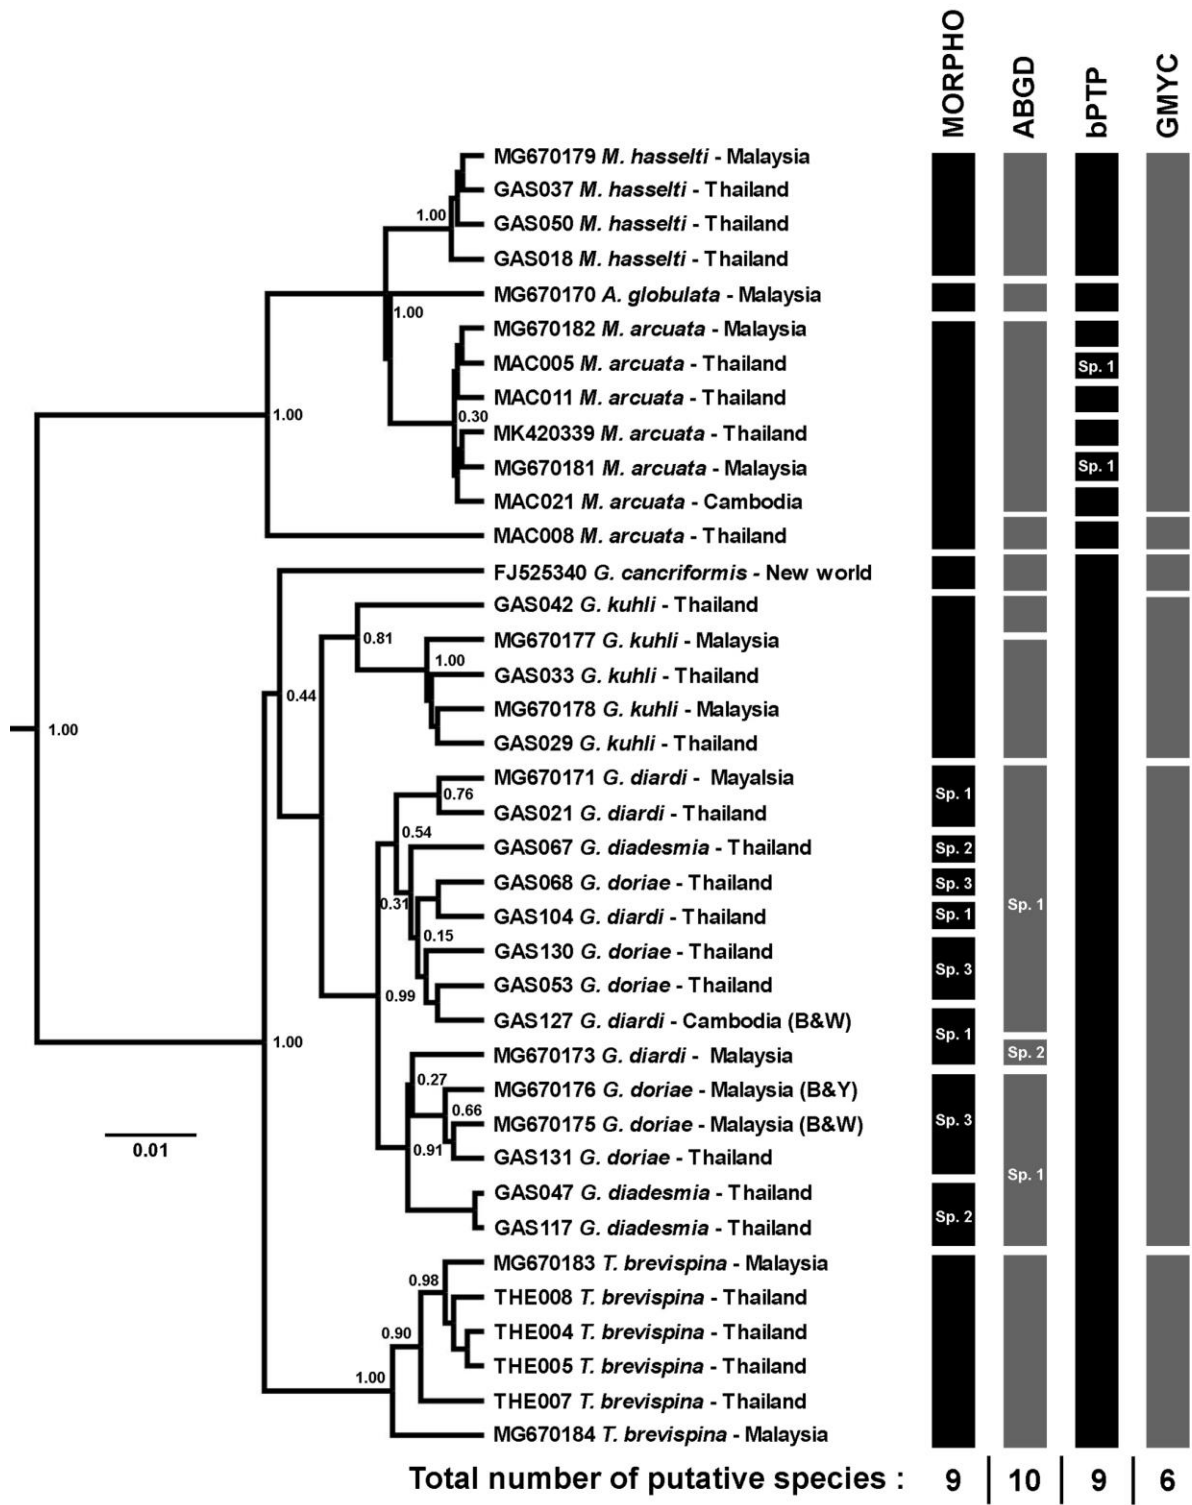 MORPHO
ABGD
bPTP
GMYC
MG670179 M. hasselti - Malaysia
GAS037 M. hasselti - Thailand
1.00
GAS050 M. hasselti - Thailand
GAS018 M. hasselti - Thailand
MG670170 A. globulata - Malaysia
1.00
MG670182 M. arcuata - Malaysia
MAC005 M. arcuata - Thailand
Sp. 1
MAC011 M. arcuata - Thailand
1.00
0.30
MK420339 M. arcuata - Thailand
MG670181 M. arcuata - Malaysia
Sp. 1
MAC021 M. arcuata - Cambodia
MAC008 M. arcuata - Thailand
FJ525340 G. cancriformis - New world
GAS042 G. kuhli - Thailand
0.81
MG670177 G. kuhli - Malaysia
1.00
GAS033 G. kuhli - Thailand
0.44
MG670178 G. kuhli - Malaysia
1.00
GAS029 G. kuhli - Thailand
MG670171 G. diardi - Mayalsia
0.76
Sp. 1
GAS021 G. diardi - Thailand
0.54
GAS067 G. diadesmia - Thailand
Sp. 2
GAS068 G. doriae - Thailand
Sp. 3
0.31
Sp. 1
GAS104 G. diardi - Thailand
Sp. 1
0.15
GAS130 G. doriae - Thailand
Sp. 3
GAS053 G. doriae - Thailand
0.99
GAS127 G. diardi - Cambodia (B&W)
Sp. 1
1.00
MG670173 G. diardi - Malaysia
Sp. 2
0.27
MG670176 G. doriae - Malaysia (B&Y)
0.66
Sp. 3
MG670175 G. doriae - Malaysia (B&W)
0.01
0.91
GAS131 G. doriae - Thailand
Sp. 1
GAS047 G. diadesmia - Thailand
Sp. 2
GAS117 G. diadesmia - Thailand
MG670183 T. brevispina - Malaysia
0.98
THE008 T. brevispina - Thailand
0.90
THE004 T. brevispina - Thailand
THE005 T. brevispina - Thailand
1.00
THE007 T. brevispina - Thailand
MG670184 T. brevispina - Malaysia
Total number of putative species : 9 | 10 | 9 | 6